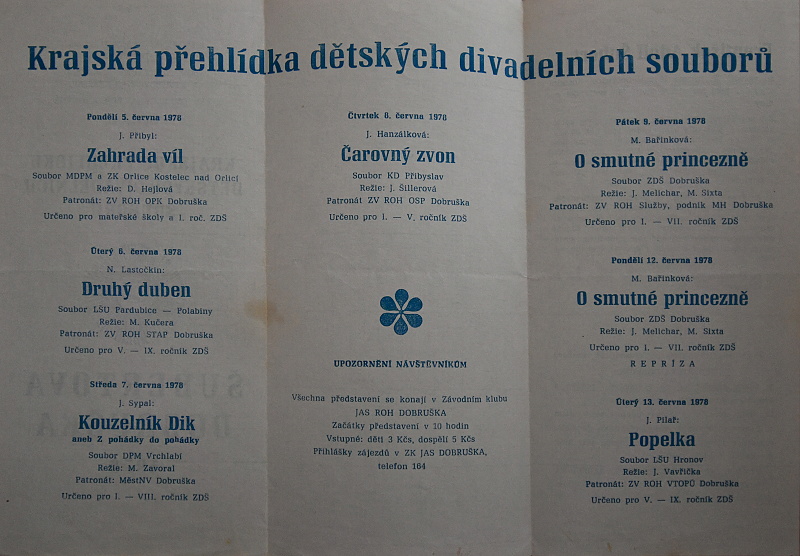 Krajská přehlídka dětských divadelních souborů
Pondělí 5. června 1978
J. Přibyl:
Zahrada víl
Soubor MDPM a ZK Orlice Kostelec nad Orlicí
Režie: D. Hejlová
Patronát: ZV ROH OPK Dobruška
Určeno pro mateřské školy a I. roč. ZDŠ
Úterý 6. června 1978
N. Lastočkin:
Druhý duben
Soubor LŠU Pardubice — Polabiny
Režie: M. Kučera
Patronát: ZV ROH STAP Dobruška
Určeno pro V. — IX. ročník ZDŠ
Středa 7. června 1978
J. Sypal:
Kouzelník Dik
aneb Z pohádky do pohádky
Soubor DPM Vrchlabí
Režie: M. Zavoral
Patronát: MěstNV Dobruška
Určeno pro I. — VIII. ročník ZDŠ
Čtvrtek 8. června 1978
J. Hanzálková:
Čarovný zvon
Soubor KD Přibyslav
Režie: J. Šillerová
Patronát ZV ROH OSP Dobruška
Určeno pro I. — V. ročník ZDŠ
UPOZORNĚNÍ NÁVŠTĚVNÍKŮM
Všechna představení se konají v Závodním klubu
JAS ROH DOBRUŠKA
Začátky představení v 10 hodin
Vstupné: děti 3 Kčs, dospělí 5 Kčs
Přihlášky zájezdů v ZK JAS DOBRUŠKA,
telefon 164
Pátek 9. června 1978
M. Bařinková:
O smutné princezně
Soubor ZDŠ Dobruška
Režie: J. Melichar, M. Sixta
Patronát: ZV ROH Služby, podnik MH Dobruška
Určeno pro I. — VII. ročník ZDŠ
Pondělí 12. června 1978
M. Bařinková:
O smutné princezně
Soubor ZDŠ Dobruška
Režie: J. Melichar, M. Sixta
Určeno pro I. — VII. ročník ZDŠ
REPRÍZA
Úterý 13. června 1978
J. Pilař:
Popelka
Soubor LŠU Hronov
Režie: J. Vavřička
Patronát: ZV ROH VTOPÚ Dobruška
Určeno pro V. — IX. ročník ZDŠ